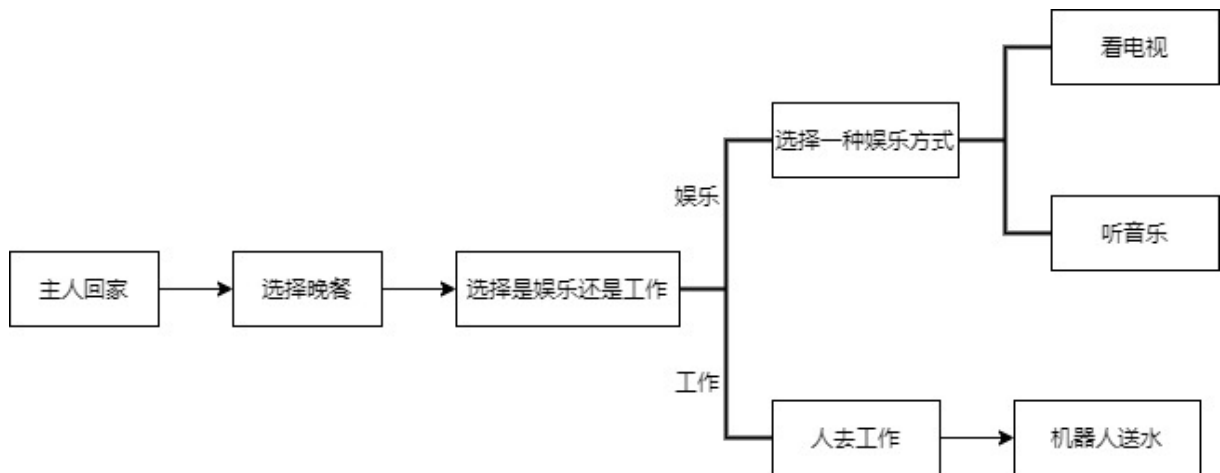 看电视
选择一种娱乐方式
娱乐
听音乐
主人回家
选择晚餐
选择是娱乐还是工作
工作
人去工作
机器人送水